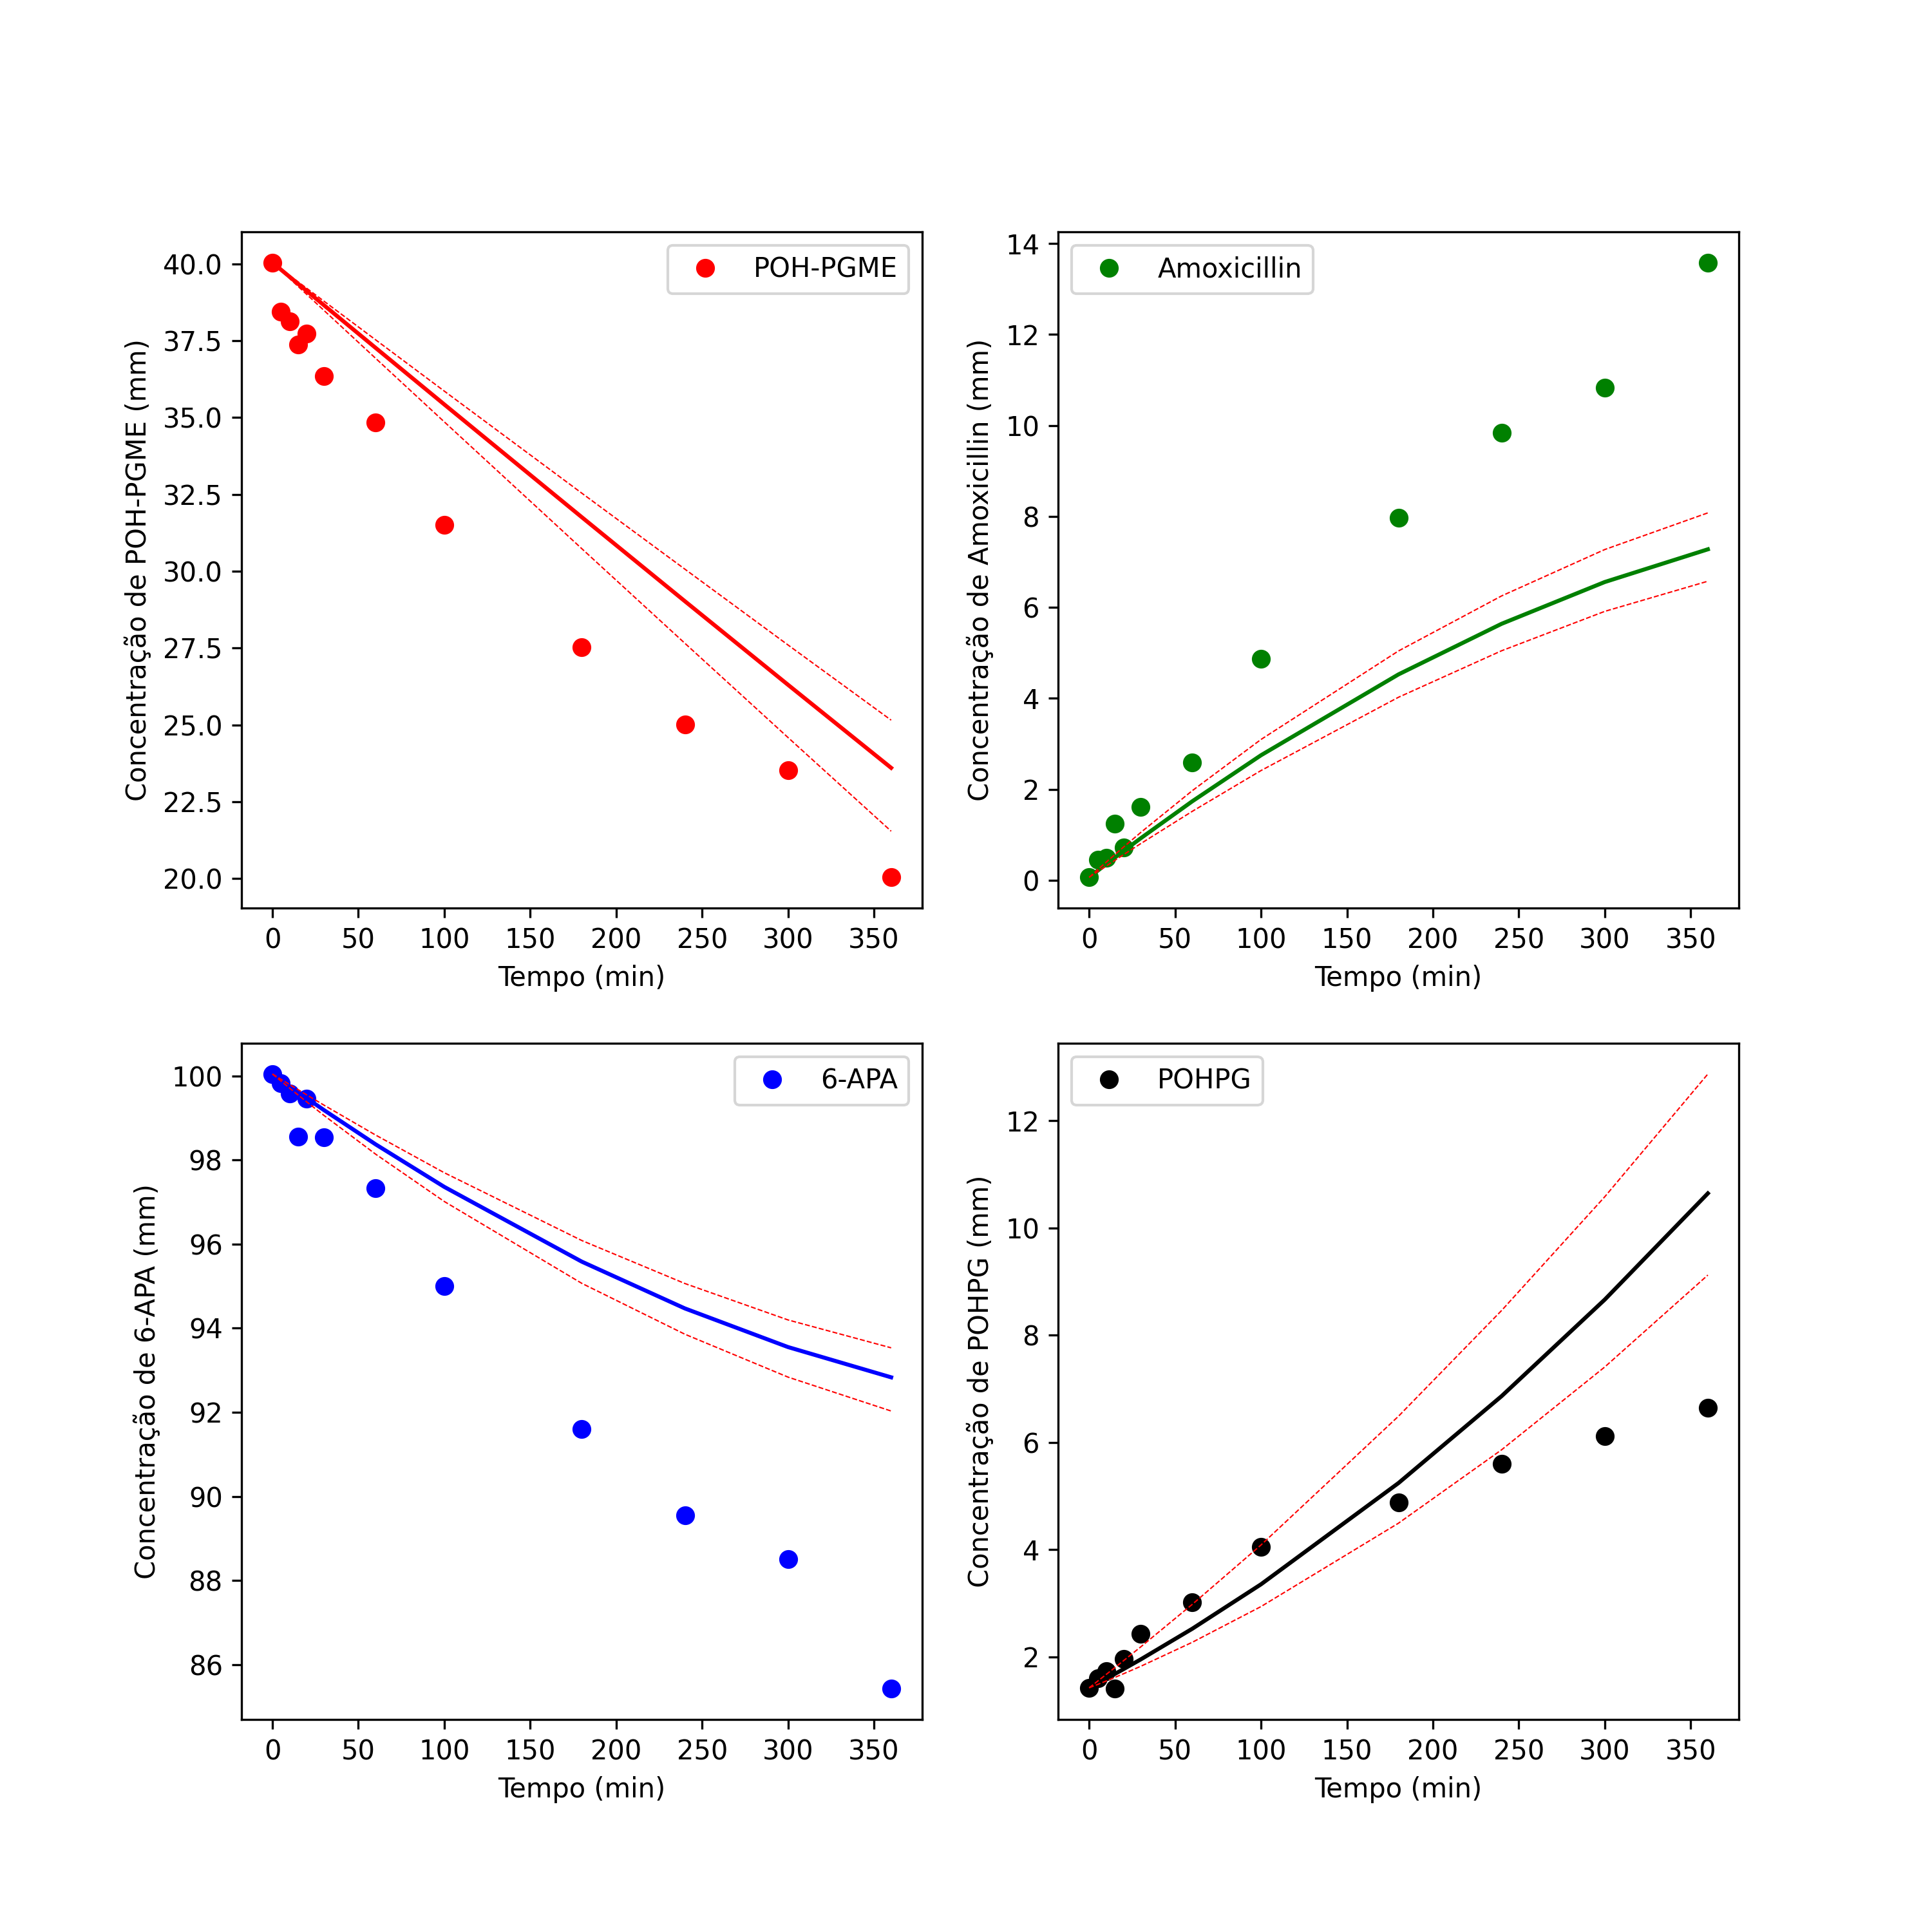 POH-PGME
Concentração de POH-PGME (mm)
40.0
37.5
35.0
32.5
30.0
27.5
25.0
22.5
20.0
0 50 100 150 200 250 300 350
Tempo (min)
Amoxicillin
Concentração de Amoxicillin (mm)
14
12
10
8
6
4
2
0
0 50 100 150 200 250 300 350
Tempo (min)
6-APA
Concentração de 6-APA (mm)
100
98
96
94
92
90
88
86
0 50 100 150 200 250 300 350
Tempo (min)
POHPG
Concentração de POHPG (mm)
12
10
8
6
4
2
0 50 100 150 200 250 300 350
Tempo (min)